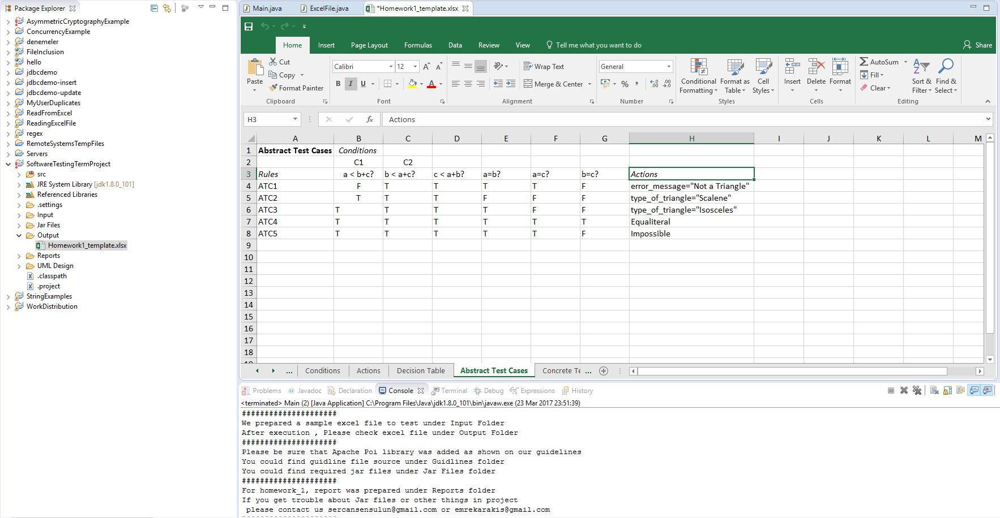 Package Explorer
AsymmetricCryptographyExample
ConcurrencyExample
denemeler
FileInclusion
hello
jdbcdemo
jdbcdemo-insert
jdbcdemo-update
MyUserDuplicates
ReadFromExcel
ReadingExcelFile
regex
RemoteSystemsTempFiles
Servers
SoftwareTestingTermProject
src
JRE System Library [jdk1.8.0_101]
Referenced Libraries
.settings
Input
Jar Files
Output
Homework1_template.xlsx
Reports
UML Design
.classpath
.project
StringExamples
WorkDistribution
Main.java ExcelFile.java *Homework1_template.xlsx
Home Insert Page Layout Formulas Data Review View Tell me what you want to do Share
Paste Cut Copy Format Painter
Calibri 12
B I U
Wrap Text
Merge & Center
General
Conditional Formatting Format as Table Cell Styles
Insert Delete Format
AutoSum Fill Clear
Sort & Filter Find & Select
Clipboard Font Alignment Number Styles Cells Editing
H3 fx Actions
A B C D E F G H I J K L M
1 Abstract Test Cases Conditions
2 C1 C2
3 Rules a < b+c? b < a+c? c < a+b? a=b? a=c? b=c? Actions
4 ATC1 F T T T T F error_message="Not a Triangle"
5 ATC2 T T T F F F type_of_triangle="Scalene"
6 ATC3 T T T T F F type_of_triangle="Isosceles"
7 ATC4 T T T T T T Equaliteral
8 ATC5 T T T T T F Impossible
9
10
11
12
13
14
15
16
17
18
... Conditions Actions Decision Table Abstract Test Cases Concrete Te ...
Problems @ Javadoc Declaration Console Terminal Debug Expressions History
<terminated> Main (2) [Java Application] C:\Program Files\Java\jdk1.8.0_101\bin\javaw.exe (23 Mar 2017 23:51:39)
#####################
We prepared a sample excel file to test under Input Folder
After execution , Please check excel file under Output Folder
#####################
Please be sure that Apache Poi library was added as shown on our guidelines
You could find guidline file source under Guidlines folder
You could find required jar files under Jar Files folder
#####################
For homework_1, report was prepared under Reports folder
If you get trouble about Jar files or other things in project
please contact us sercansensulun@gmail.com or emrekarakis@gmail.com